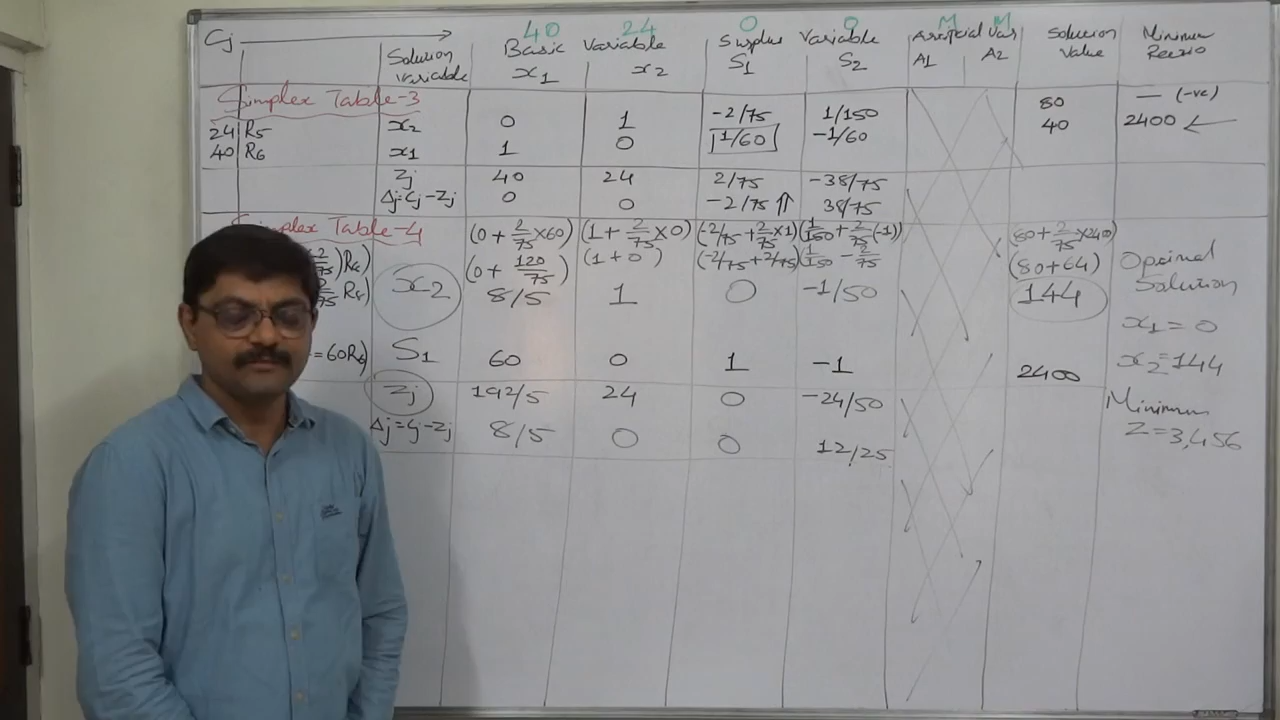 40 24 0 0 M M
Cj Solution Variable Basic Variable Surplus Variable Artificial Var Solution Value Minimum Ratio
x1 x2 S1 S2 A1 A2
Simplex Table-3
24 R5 x2 0 1 -2/75 1/150 80 — (-ve)
40 R6 x1 1 0 1/60 -1/60 40 2400 ←
Zj 40 24 2/75 -38/75
Δj=Cj-Zj 0 0 -2/75 ⇑ 38/75
Simplex Table-4
(0 + 2/75 x60) (1 + 2/75 x 0) (-2/75 + 2/75 x1) (1/150 + 2/75 (-1)) (80 + 2/75 x 2400)
2/75)R6) (0 + 120/75) (1 + 0) (-2/75 + 2/75) 1/150 - 2/75 (80+64) Optimal
x2 8/5 1 0 -1/50 144 Solution
x1 = 0
= 60R6) S1 60 0 1 -1 2400 x2 = 144
Zj 192/5 24 0 -24/50 Minimum
Δj=Cj-Zj 8/5 0 0 12/25 Z = 3,456